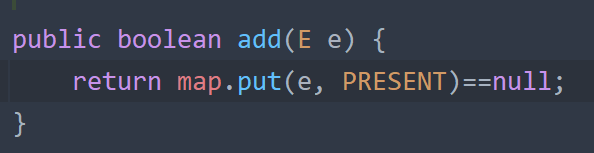 public boolean add(E e) {
    return map.put(e, PRESENT)==null;
}